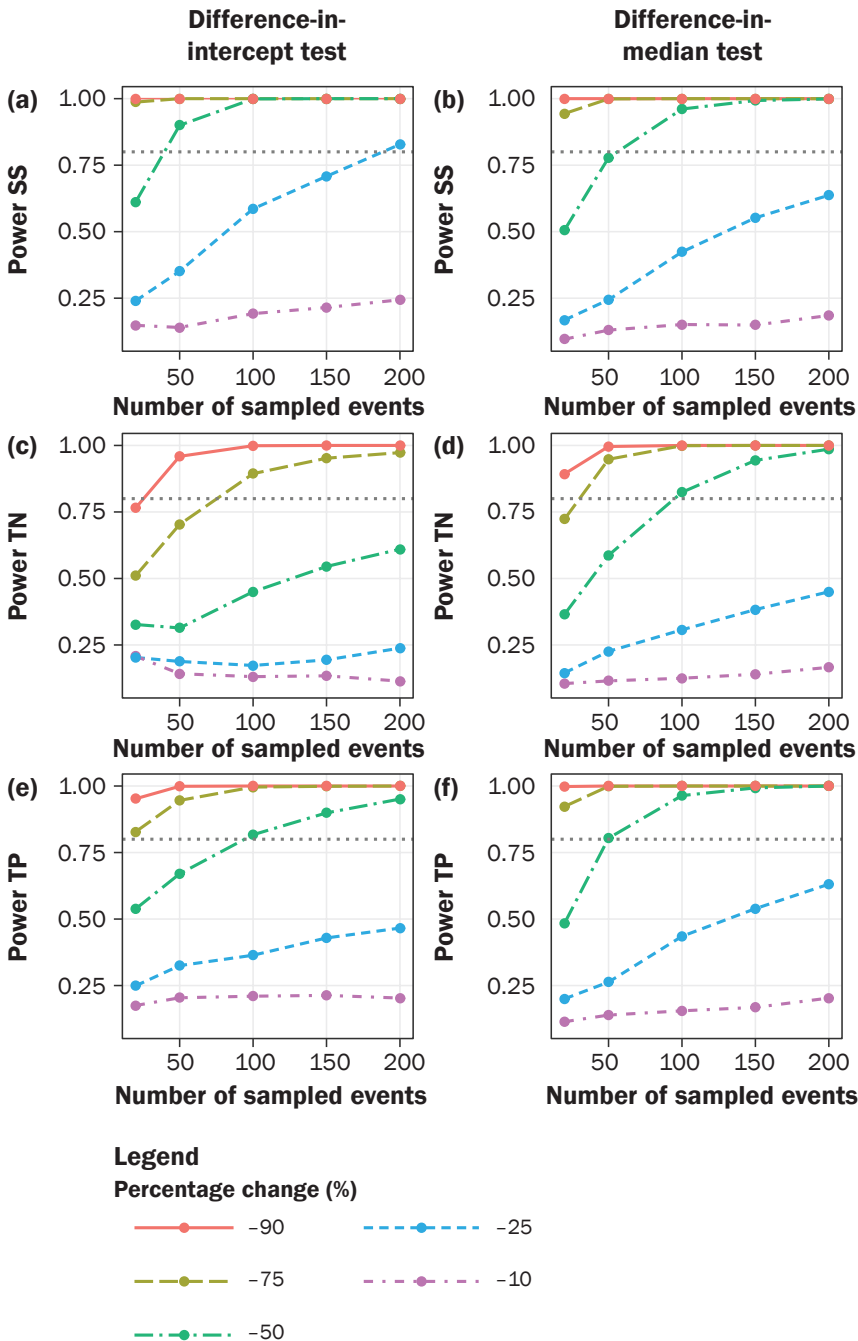 Difference-in-
intercept test
Difference-in-
median test
(a)
1.00
0.75
0.50
0.25
Power SS
50 100 150 200
Number of sampled events
(b)
1.00
0.75
0.50
0.25
Power SS
50 100 150 200
Number of sampled events
(c)
1.00
0.75
0.50
0.25
Power TN
50 100 150 200
Number of sampled events
(d)
1.00
0.75
0.50
0.25
Power TN
50 100 150 200
Number of sampled events
(e)
1.00
0.75
0.50
0.25
Power TP
50 100 150 200
Number of sampled events
(f)
1.00
0.75
0.50
0.25
Power TP
50 100 150 200
Number of sampled events
Legend
Percentage change (%)
–90
–75
–50
–25
–10